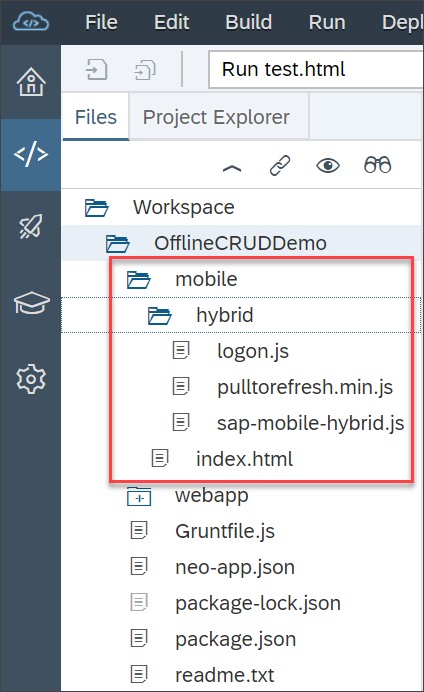 File Edit Build Run
Run test.html
Files Project Explorer
Workspace
OfflineCRUDDemo
mobile
hybrid
logon.js
pulltorefresh.min.js
sap-mobile-hybrid.js
index.html
webapp
Gruntfile.js
neo-app.json
package-lock.json
package.json
readme.txt